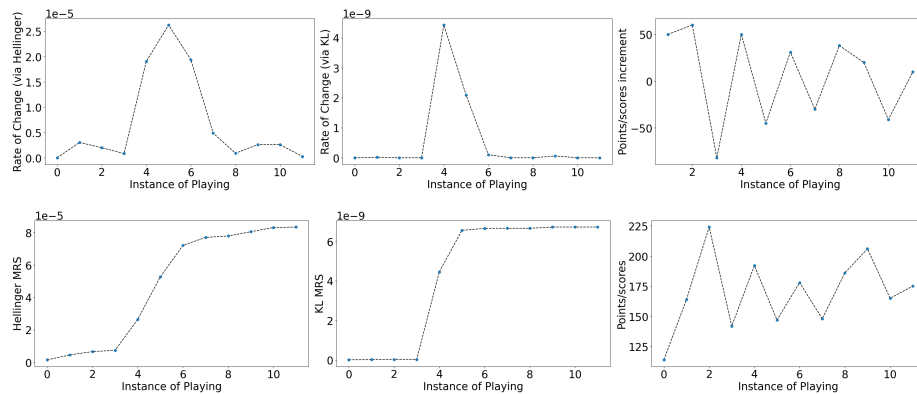 1e−5
Rate of Change (via Hellinger)
2.5
2.0
1.5
1.0
0.5
0.0
0 2 4 6 8 10
Instance of Playing
1e−9
Rate of Change (via KL)
4
3
2
1
0
0 2 4 6 8 10
Instance of Playing
Points/scores increment
50
0
−50
2 4 6 8 10
Instance of Playing
1e−5
Hellinger MRS
8
6
4
2
0
0 2 4 6 8 10
Instance of Playing
1e−9
KL MRS
6
4
2
0
0 2 4 6 8 10
Instance of Playing
Points/scores
225
200
175
150
125
0 2 4 6 8 10
Instance of Playing